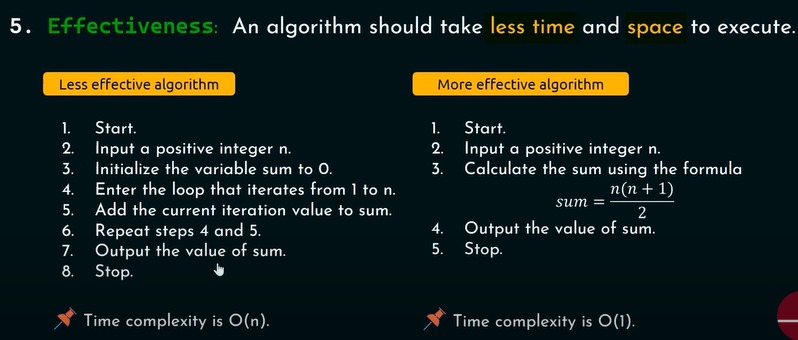 5. Effectiveness: An algorithm should take less time and space to execute.
Less effective algorithm
1. Start.
2. Input a positive integer n.
3. Initialize the variable sum to 0.
4. Enter the loop that iterates from 1 to n.
5. Add the current iteration value to sum.
6. Repeat steps 4 and 5.
7. Output the value of sum.
8. Stop.
Time complexity is O(n).
More effective algorithm
1. Start.
2. Input a positive integer n.
3. Calculate the sum using the formula
sum = n(n + 1) / 2
4. Output the value of sum.
5. Stop.
Time complexity is O(1).